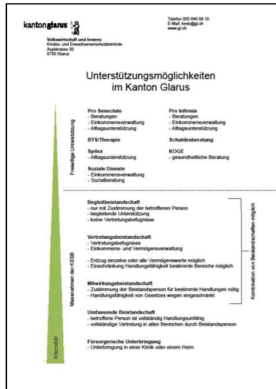 kantonglarus
Telefon 055 646 69 10
E-Mail: kesb@gl.ch
www.gl.ch
Volkswirtschaft und Inneres
Kindes- und Erwachsenenschutzbehörde
8750 Glarus
Unterstützungsmöglichkeiten
im Kanton Glarus
Freiwillige Unterstützung
Pro Senectute
- Beratungen
- Einkommensverwaltung
- Alltagsunterstützung
Pro Infirmis
- Beratungen
- Einkommensverwaltung
- Alltagsunterstützung
BTS/Therapie
Schuldenberatung
Spitex
- Alltagsunterstützung
KOGE
- gesundheitliche Beratung
Soziale Dienste
- Einkommensverwaltung
- Sozialberatung
Massnahmen der KESB
Begleitbeistandschaft
- nur mit Zustimmung der betroffenen Person
- begleitende Unterstützung
- keine Vertretungsbefugnisse
Vertretungsbeistandschaft
- Vertretungsbefugnisse
- Einkommens- und Vermögensverwaltung
- Entzug einzelne oder alle Vermögenswerte möglich
- Einschränkung Handlungsfähigkeit bestimmte Bereiche möglich
Mitwirkungsbeistandschaft
- Zustimmung der Beistandsperson für bestimmte Handlungen nötig
- Handlungsfähigkeit von Gesetzes wegen eingeschränkt
Kombination von Beistandschaften möglich
Umfassende Beistandschaft
- betroffene Person ist vollständig Handlungsunfähig
- vollständige Vertretung in allen Bereichen durch Beistandsperson
Fürsorgerische Unterbringung
- Unterbringung in einer Klinik oder einem Heim
Intensität